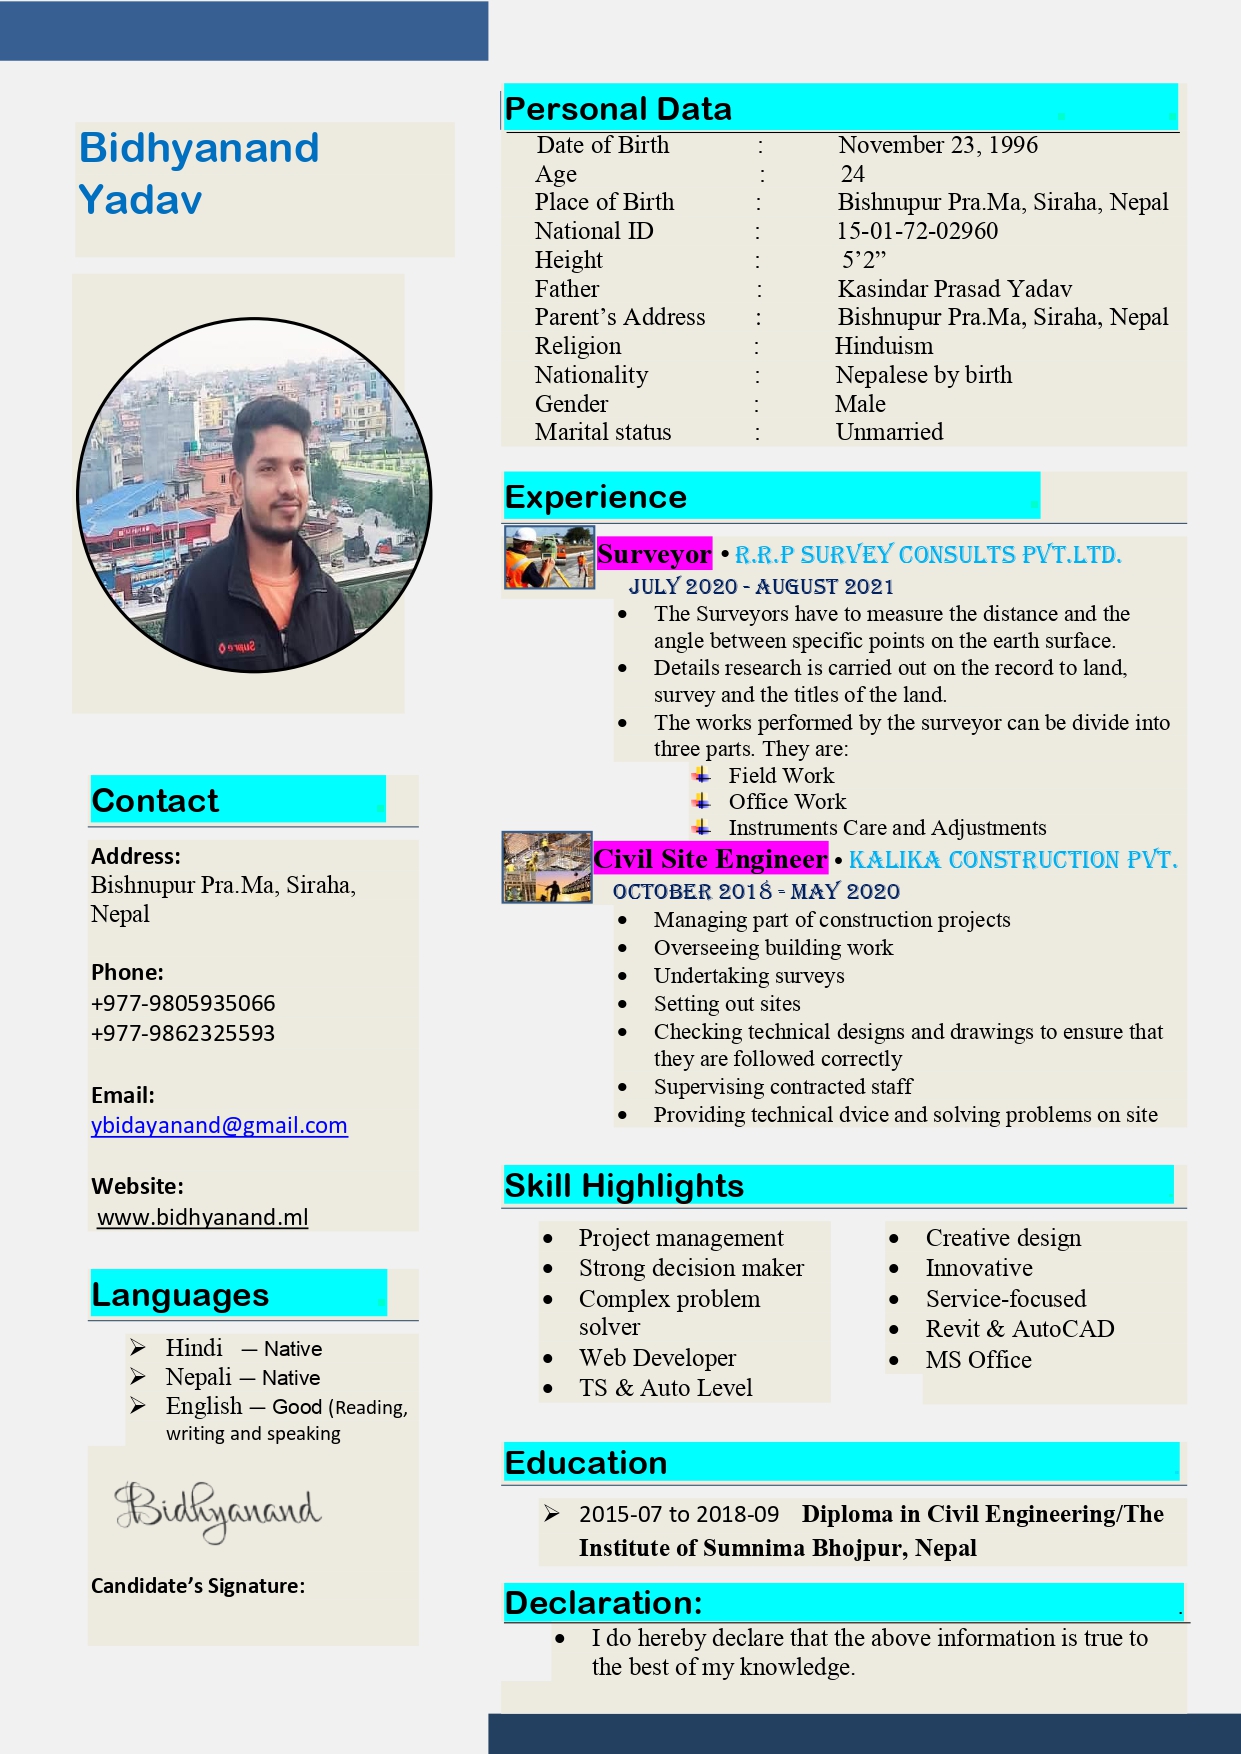 Bidhyanand
Yadav
Contact
Address:
Bishnupur Pra.Ma, Siraha,
Nepal
Phone:
+977-9805935066
+977-9862325593
Email:
ybidayanand@gmail.com
Website:
www.bidhyanand.ml
Languages
Hindi — Native
Nepali — Native
English — Good (Reading,
writing and speaking
Bidhyanand
Candidate’s Signature:
Personal Data
Date of Birth : November 23, 1996
Age : 24
Place of Birth : Bishnupur Pra.Ma, Siraha, Nepal
National ID : 15-01-72-02960
Height : 5’2”
Father : Kasindar Prasad Yadav
Parent’s Address : Bishnupur Pra.Ma, Siraha, Nepal
Religion : Hinduism
Nationality : Nepalese by birth
Gender : Male
Marital status : Unmarried
Experience
Surveyor • R.R.P SURVEY CONSULTS PVT.LTD.
JULY 2020 - AUGUST 2021
• The Surveyors have to measure the distance and the
angle between specific points on the earth surface.
• Details research is carried out on the record to land,
survey and the titles of the land.
• The works performed by the surveyor can be divide into
three parts. They are:
Field Work
Office Work
Instruments Care and Adjustments
Civil Site Engineer • KALIKA CONSTRUCTION PVT.
OCTOBER 2018 - MAY 2020
• Managing part of construction projects
• Overseeing building work
• Undertaking surveys
• Setting out sites
• Checking technical designs and drawings to ensure that
they are followed correctly
• Supervising contracted staff
• Providing technical dvice and solving problems on site
Skill Highlights
• Project management
• Strong decision maker
• Complex problem
solver
• Web Developer
• TS & Auto Level
• Creative design
• Innovative
• Service-focused
• Revit & AutoCAD
• MS Office
Education
2015-07 to 2018-09 Diploma in Civil Engineering/The
Institute of Sumnima Bhojpur, Nepal
Declaration:
• I do hereby declare that the above information is true to
the best of my knowledge.